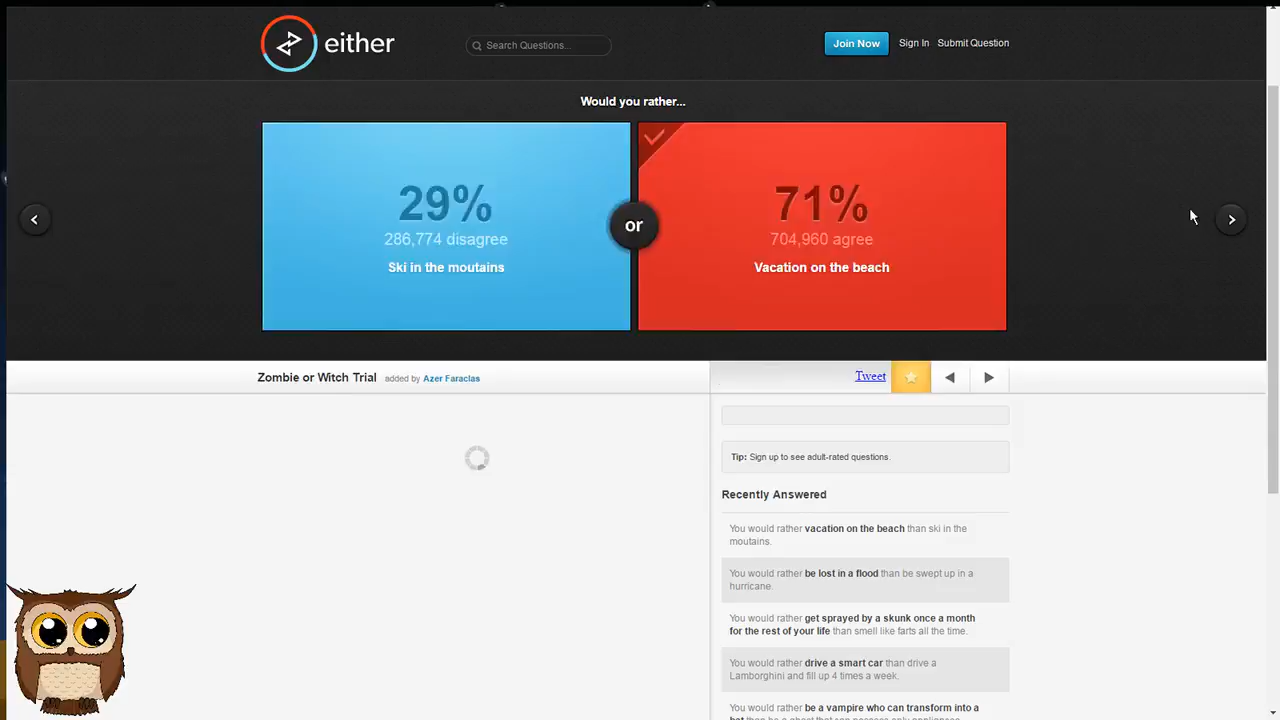 either
Search Questions...
Join Now
Sign In
Submit Question
Would you rather...
29%
286,774 disagree
Ski in the moutains
or
71%
704,960 agree
Vacation on the beach
Zombie or Witch Trial added by Azer Faraclas
Tweet
Tip: Sign up to see adult-rated questions.
Recently Answered
You would rather vacation on the beach than ski in the
moutains.
You would rather be lost in a flood than be swept up in a
hurricane.
You would rather get sprayed by a skunk once a month
for the rest of your life than smell like farts all the time.
You would rather drive a smart car than drive a
Lamborghini and fill up 4 times a week.
You would rather be a vampire who can transform into a